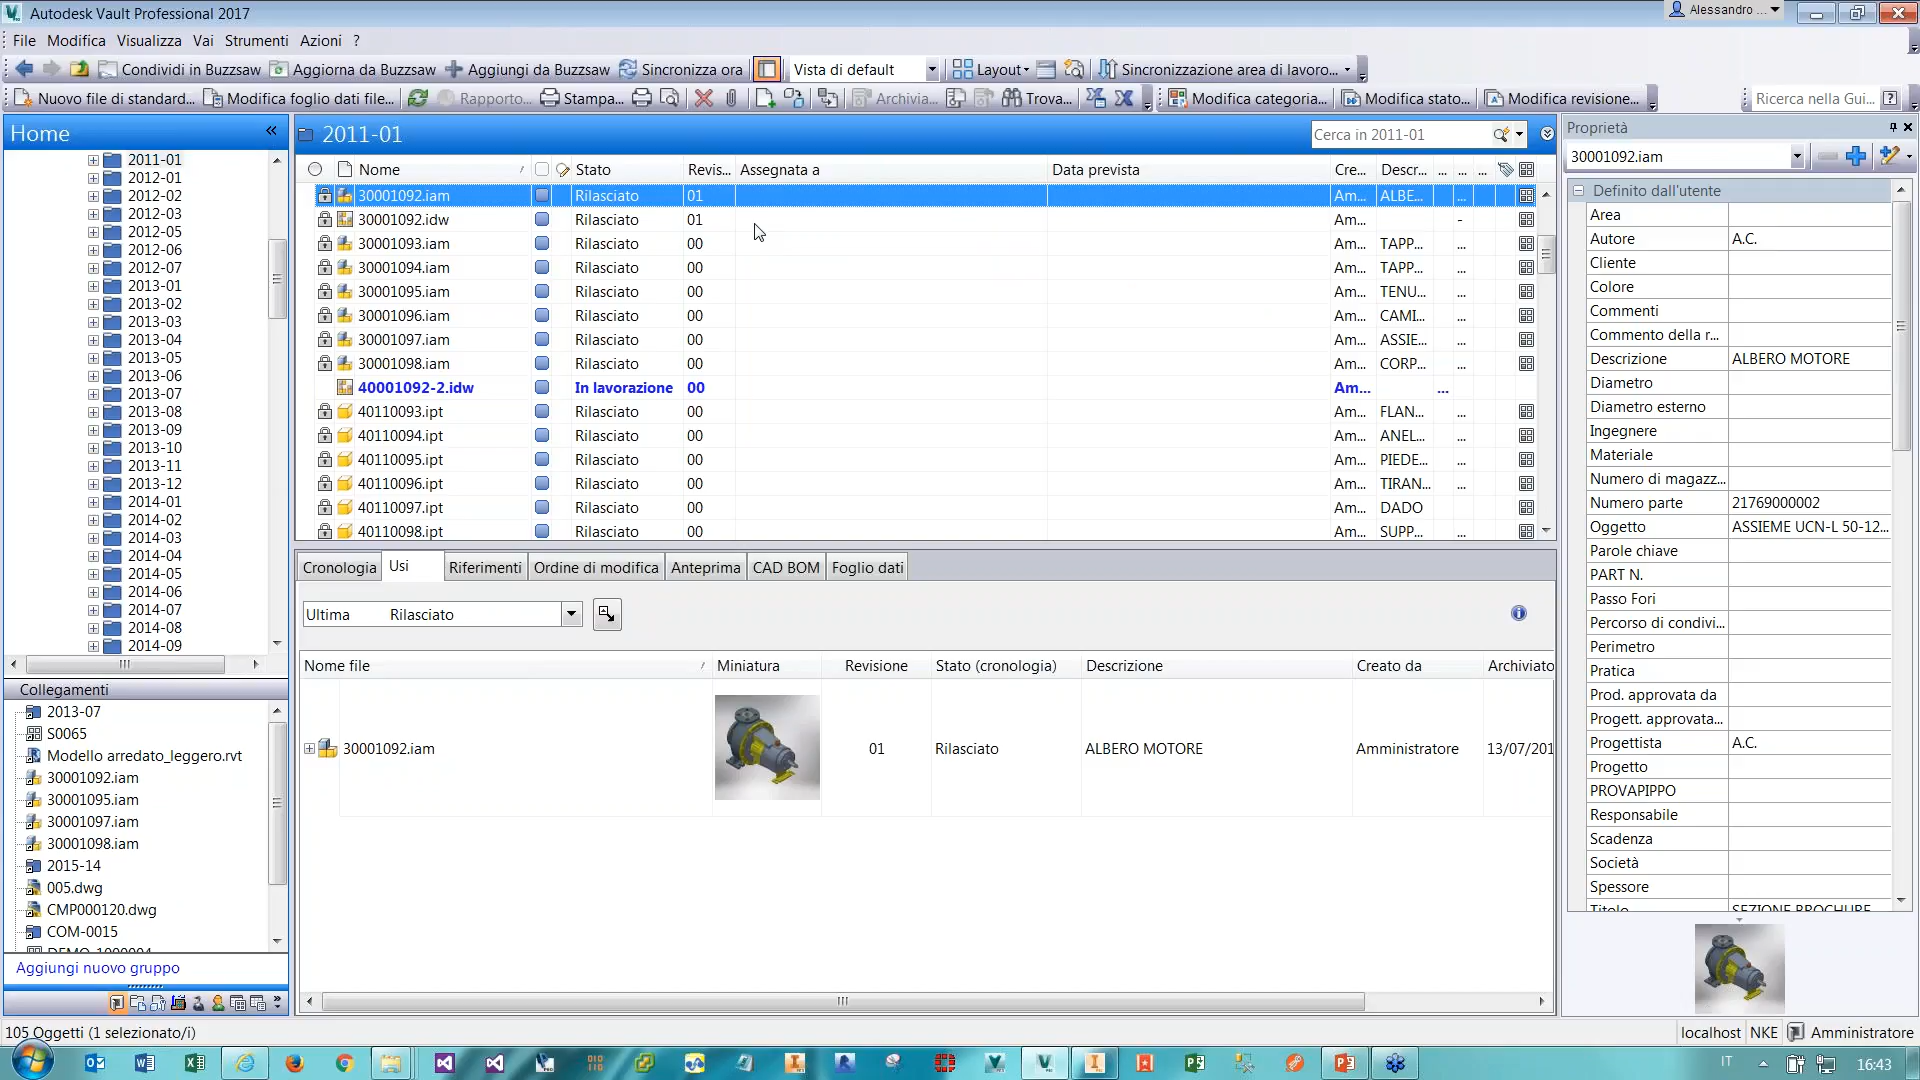 Autodesk Vault Professional 2017
Alessandro ...
File Modifica Visualizza Vai Strumenti Azioni ?
Condividi in Buzzsaw Aggiorna da Buzzsaw Aggiungi da Buzzsaw Sincronizza ora Vista di default Layout Sincronizzazione area di lavoro...
Nuovo file di standard... Modifica foglio dati file... Rapporto... Stampa... Archivia... Trova... Modifica categoria... Modifica stato... Modifica revisione... Ricerca nella Gui...
Home
2011-01
2012-01
2012-02
2012-03
2012-05
2012-06
2012-07
2013-01
2013-02
2013-03
2013-04
2013-05
2013-06
2013-07
2013-08
2013-09
2013-10
2013-11
2013-12
2014-01
2014-02
2014-03
2014-04
2014-05
2014-06
2014-07
2014-08
2014-09
Collegamenti
2013-07
S0065
Modello arredato_leggero.rvt
30001092.iam
30001095.iam
30001097.iam
30001098.iam
2015-14
005.dwg
CMP000120.dwg
COM-0015
Aggiungi nuovo gruppo
2011-01
Cerca in 2011-01
Nome Stato Revis... Assegnata a Data prevista Cre... Descr... ... ... ...
30001092.iam Rilasciato 01 Am... ALBE... ...
30001092.idw Rilasciato 01 Am... -
30001093.iam Rilasciato 00 Am... TAPP... ...
30001094.iam Rilasciato 00 Am... TAPP... ...
30001095.iam Rilasciato 00 Am... TENU... ...
30001096.iam Rilasciato 00 Am... CAMI... ...
30001097.iam Rilasciato 00 Am... ASSIE... ...
30001098.iam Rilasciato 00 Am... CORP... ...
40001092-2.idw In lavorazione 00 Am... ...
40110093.ipt Rilasciato 00 Am... FLAN... ...
40110094.ipt Rilasciato 00 Am... ANEL... ...
40110095.ipt Rilasciato 00 Am... PIEDE... ...
40110096.ipt Rilasciato 00 Am... TIRAN... ...
40110097.ipt Rilasciato 00 Am... DADO ...
40110098.ipt Rilasciato 00 Am... SUPP... ...
Cronologia Usi Riferimenti Ordine di modifica Anteprima CAD BOM Foglio dati
Ultima Rilasciato
Nome file Miniatura Revisione Stato (cronologia) Descrizione Creato da Archiviato
30001092.iam 01 Rilasciato ALBERO MOTORE Amministratore 13/07/201
Proprietà
30001092.iam
Definito dall'utente
Area
Autore A.C.
Cliente
Colore
Commenti
Commento della r...
Descrizione ALBERO MOTORE
Diametro
Diametro esterno
Ingegnere
Materiale
Numero di magazz...
Numero parte 21769000002
Oggetto ASSIEME UCN-L 50-12...
Parole chiave
PART N.
Passo Fori
Percorso di condivi...
Perimetro
Pratica
Prod. approvata da
Progett. approvata...
Progettista A.C.
Progetto
PROVAPIPPO
Responsabile
Scadenza
Società
Spessore
Titolo SEZIONE BROCHURE
105 Oggetti (1 selezionato/i)
localhost NKE Amministratore
IT 16:43